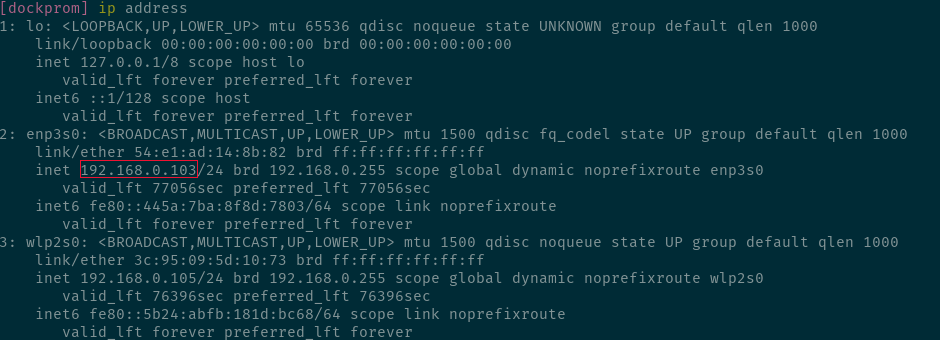 [dockprom] ip address
1: lo: <LOOPBACK,UP,LOWER_UP> mtu 65536 qdisc noqueue state UNKNOWN group default qlen 1000
    link/loopback 00:00:00:00:00:00 brd 00:00:00:00:00:00
    inet 127.0.0.1/8 scope host lo
       valid_lft forever preferred_lft forever
    inet6 ::1/128 scope host
       valid_lft forever preferred_lft forever
2: enp3s0: <BROADCAST,MULTICAST,UP,LOWER_UP> mtu 1500 qdisc fq_codel state UP group default qlen 1000
    link/ether 54:e1:ad:14:8b:82 brd ff:ff:ff:ff:ff:ff
    inet 192.168.0.103/24 brd 192.168.0.255 scope global dynamic noprefixroute enp3s0
       valid_lft 77056sec preferred_lft 77056sec
    inet6 fe80::445a:7ba:8f8d:7803/64 scope link noprefixroute
       valid_lft forever preferred_lft forever
3: wlp2s0: <BROADCAST,MULTICAST,UP,LOWER_UP> mtu 1500 qdisc noqueue state UP group default qlen 1000
    link/ether 3c:95:09:5d:10:73 brd ff:ff:ff:ff:ff:ff
    inet 192.168.0.105/24 brd 192.168.0.255 scope global dynamic noprefixroute wlp2s0
       valid_lft 76396sec preferred_lft 76396sec
    inet6 fe80::5b24:abfb:181d:bc68/64 scope link noprefixroute
       valid_lft forever preferred_lft forever